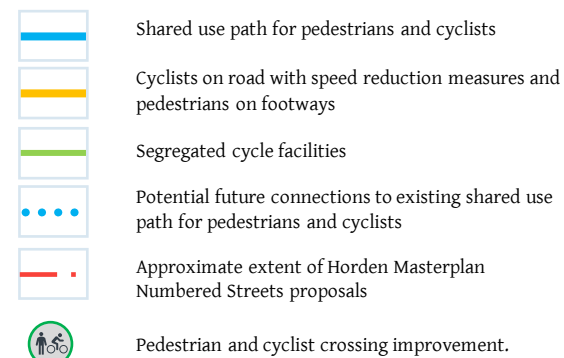 Shared use path for pedestrians and cyclists
Cyclists on road with speed reduction measures and
pedestrians on footways
Segregated cycle facilities
Potential future connections to existing shared use
path for pedestrians and cyclists
Approximate extent of Horden Masterplan
Numbered Streets proposals
Pedestrian and cyclist crossing improvement.